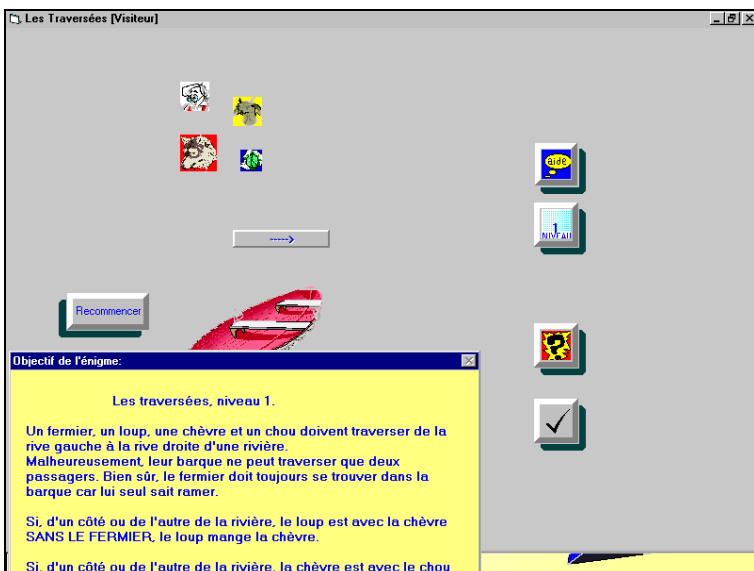 Les Traversées [Visiteur]
aide
1
NIVEAU
---->
Recommencer
Objectif de l'énigme:
Les traversées, niveau 1.
Un fermier, un loup, une chèvre et un chou doivent traverser de la
rive gauche à la rive droite d'une rivière.
Malheureusement, leur barque ne peut traverser que deux
passagers. Bien sûr, le fermier doit toujours se trouver dans la
barque car lui seul sait ramer.
Si, d'un côté ou de l'autre de la rivière, le loup est avec la chèvre
SANS LE FERMIER, le loup mange la chèvre.
Si, d'un côté ou de l'autre de la rivière, la chèvre est avec le chou